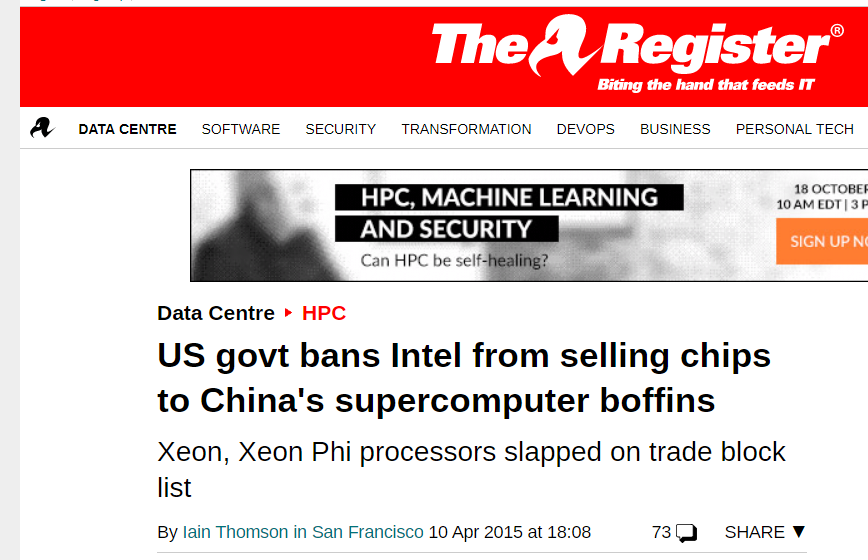 The Register®
Biting the hand that feeds IT
DATA CENTRE SOFTWARE SECURITY TRANSFORMATION DEVOPS BUSINESS PERSONAL TECH
HPC, MACHINE LEARNING
AND SECURITY
Can HPC be self-healing?
18 OCTOBER
10 AM EDT | 3 P
SIGN UP NO
Data Centre HPC
US govt bans Intel from selling chips
to China's supercomputer boffins
Xeon, Xeon Phi processors slapped on trade block
list
By Iain Thomson in San Francisco 10 Apr 2015 at 18:08 73 SHARE ▼